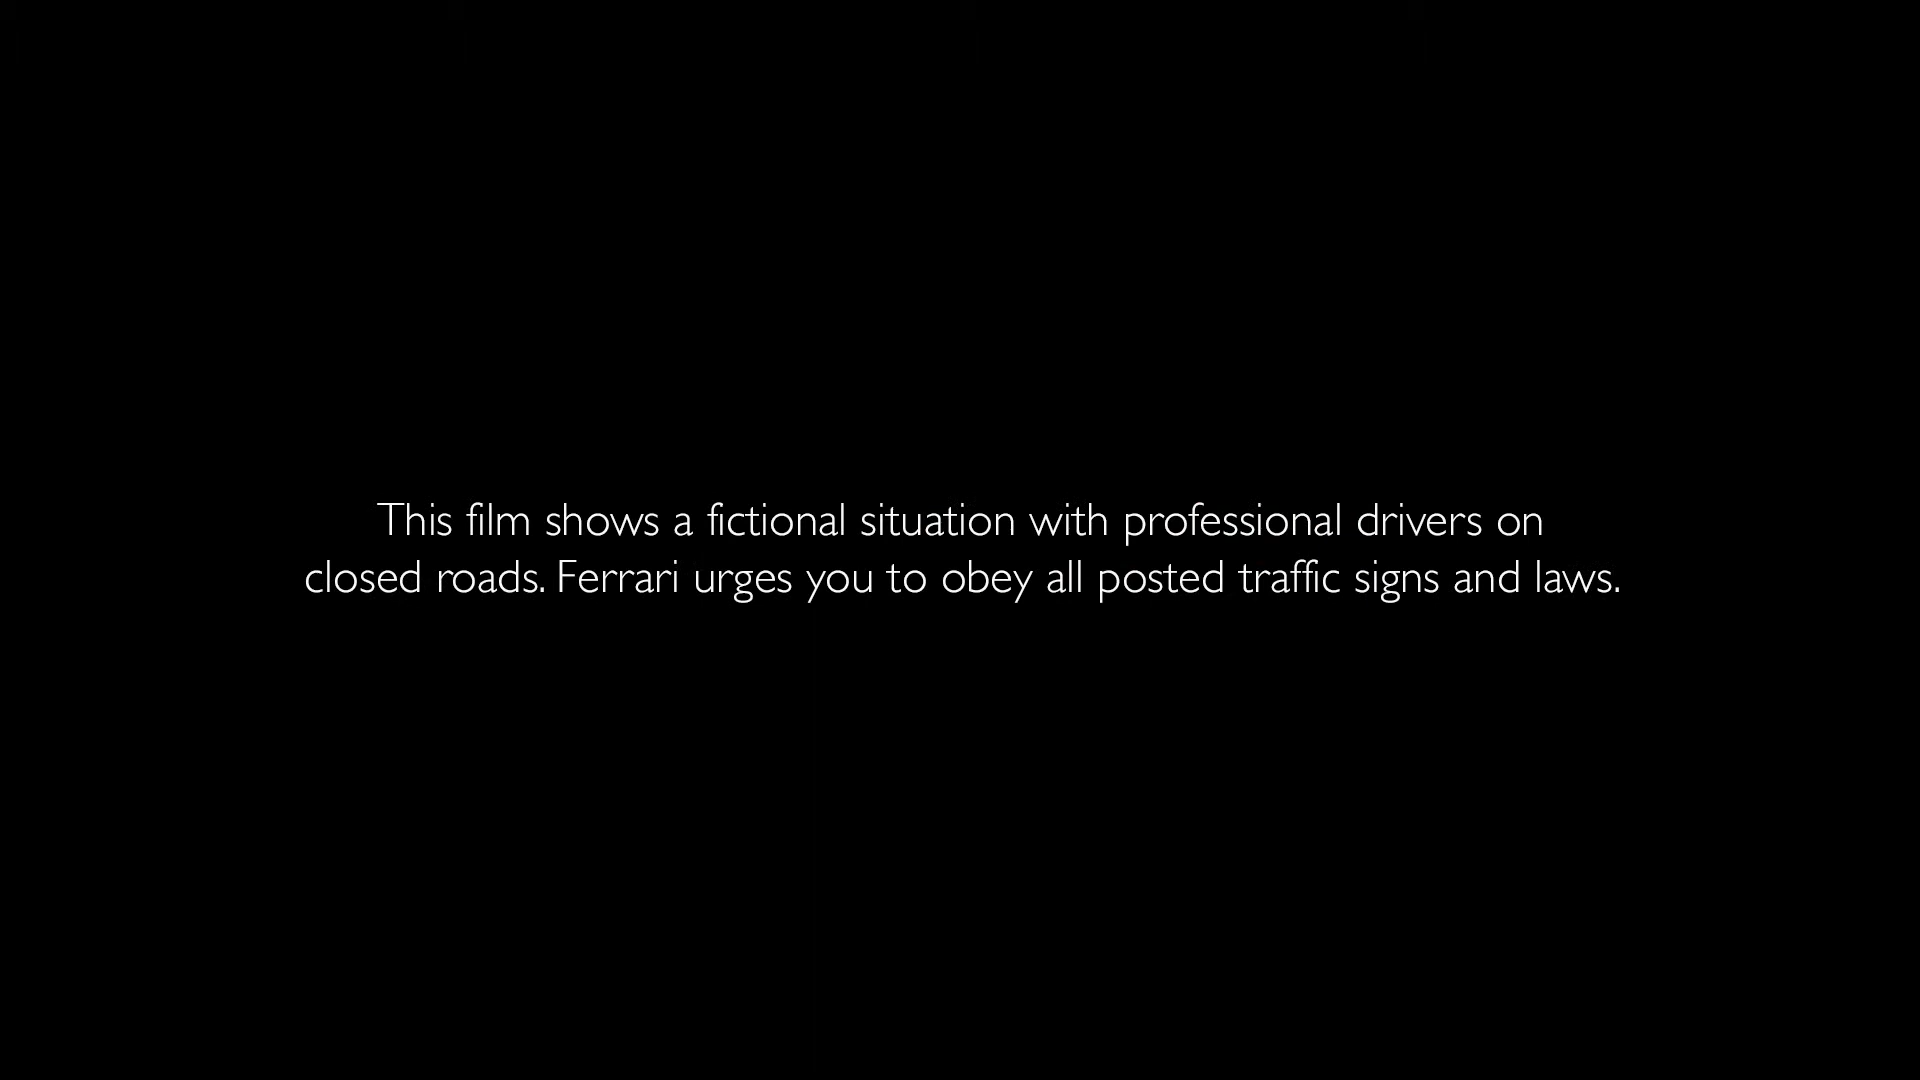 This film shows a fictional situation with professional drivers on
closed roads. Ferrari urges you to obey all posted traffic signs and laws.